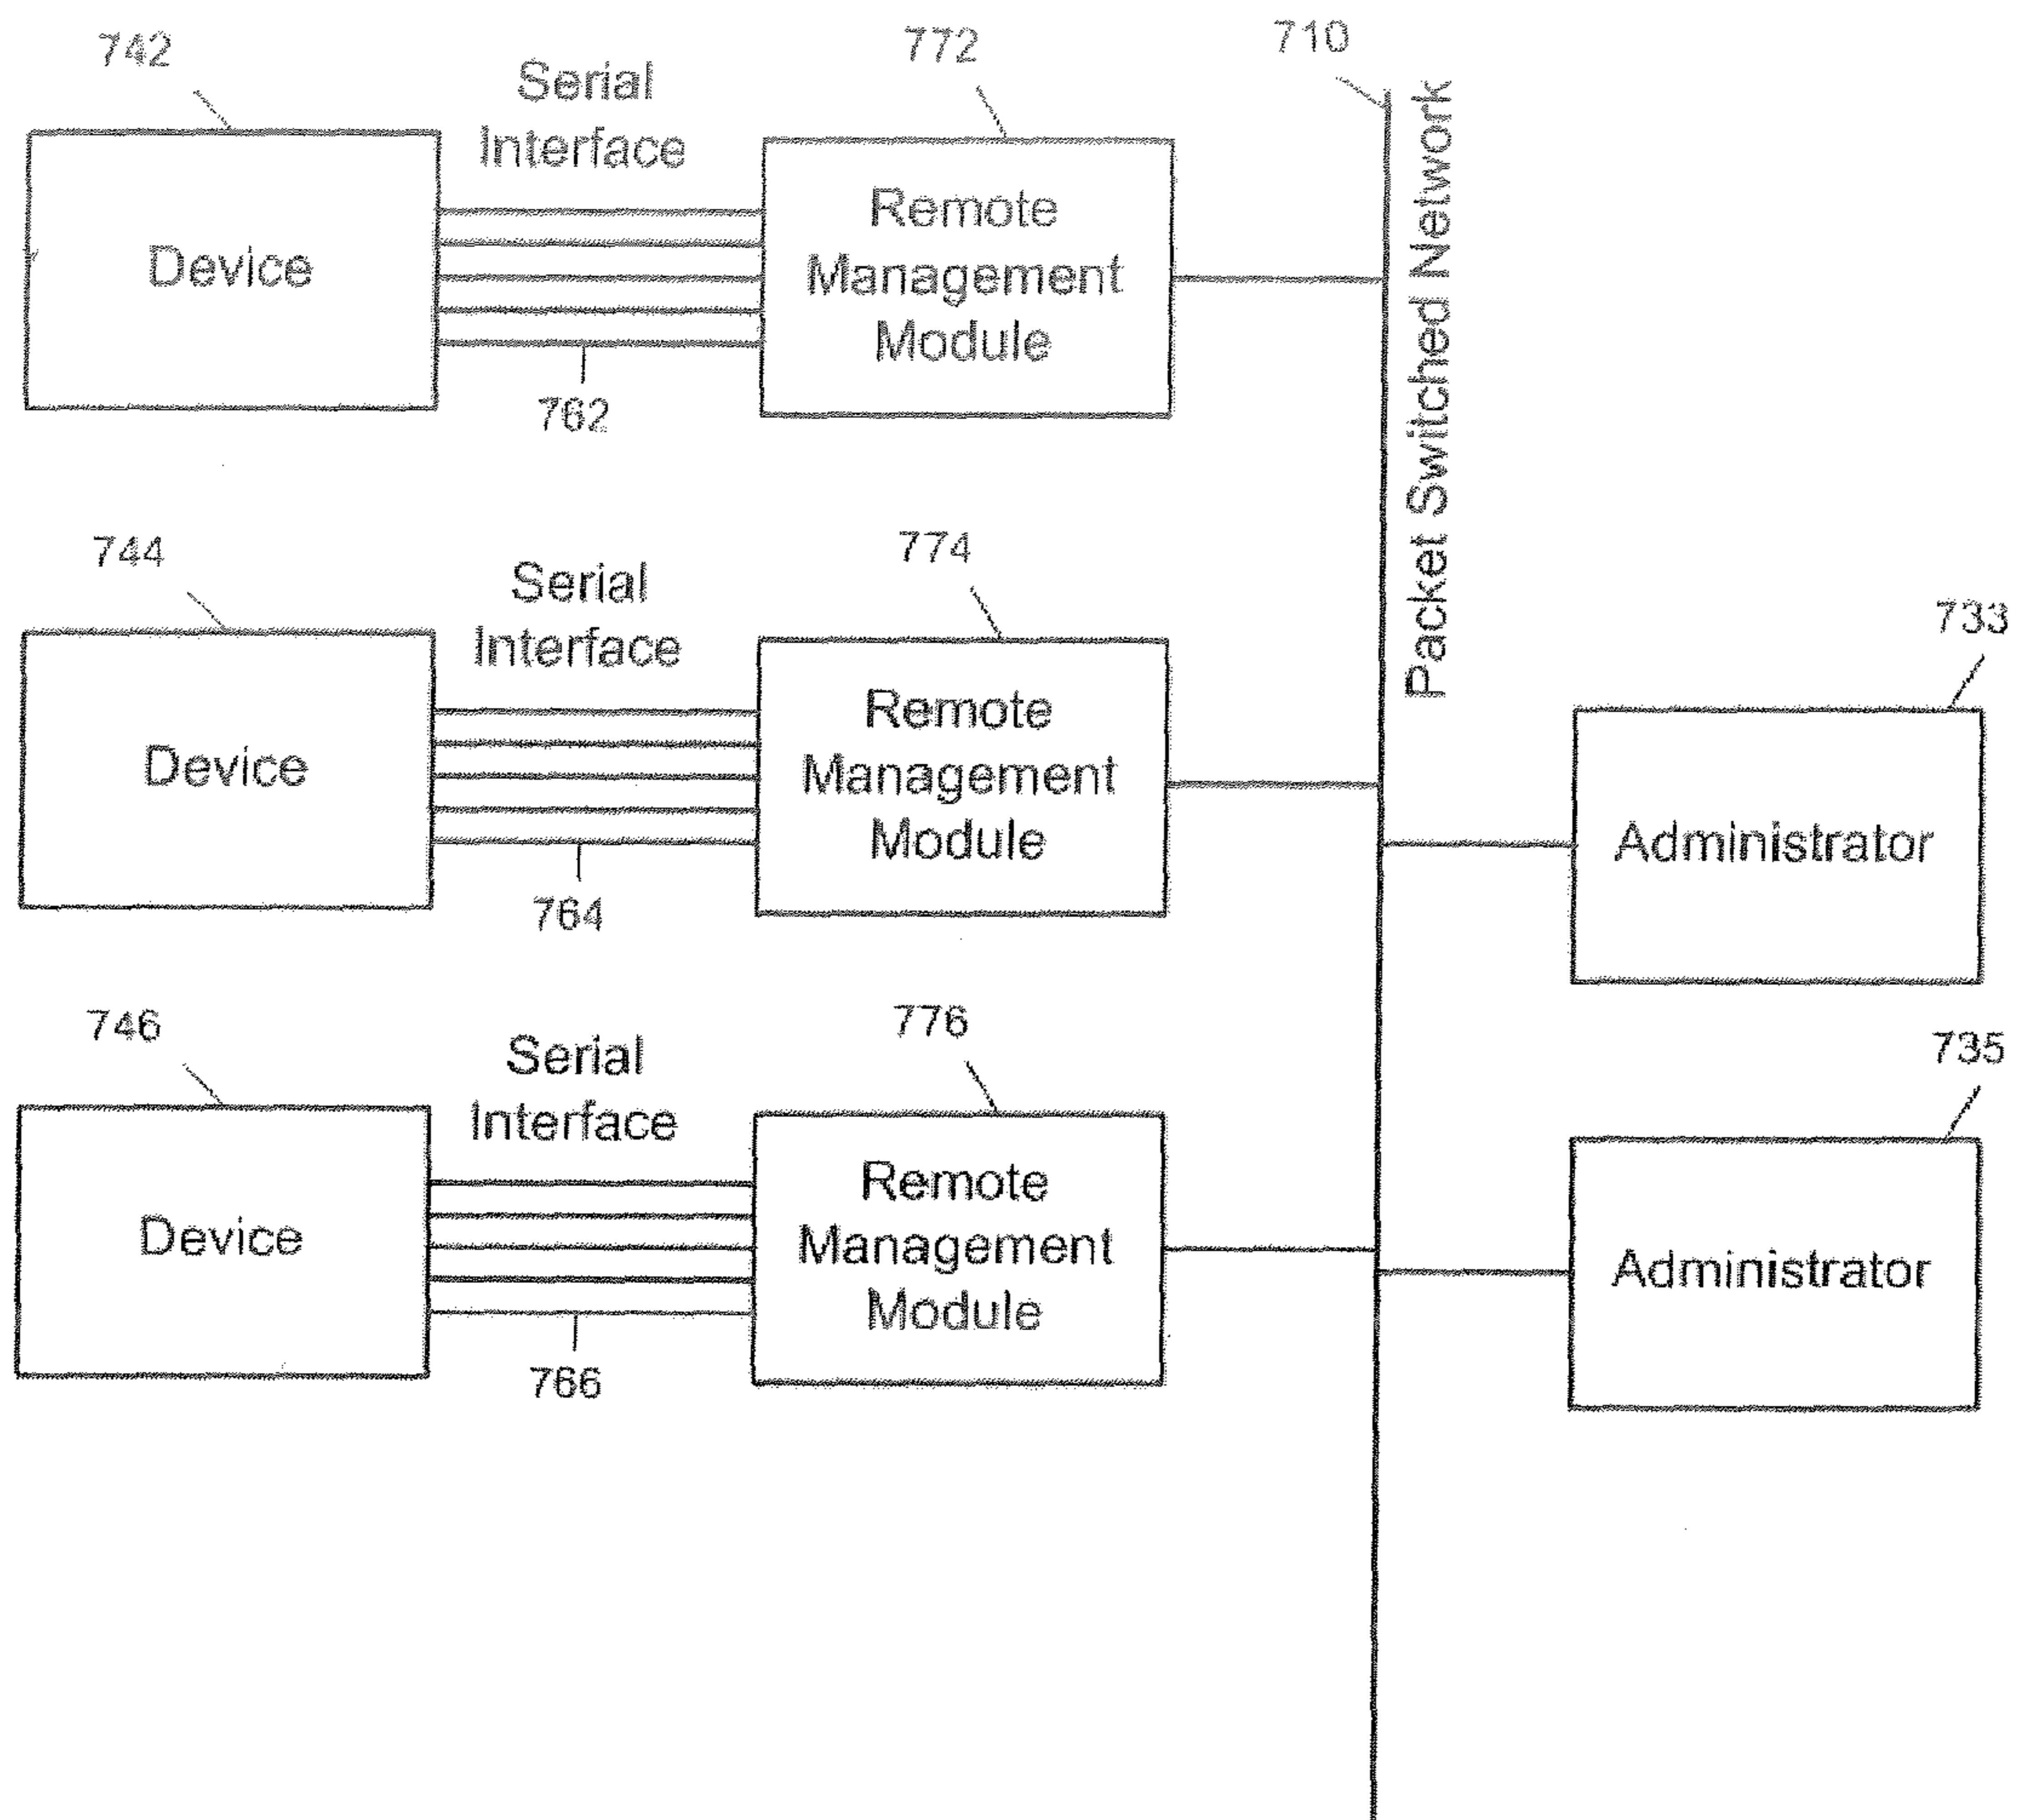 742
Serial
Interface
772
710
Device
Remote
Management
Module
Packet Switched Network
762
744
Serial
Interface
774
733
Device
Remote
Management
Module
Administrator
764
746
Serial
Interface
776
735
Device
Remote
Management
Module
Administrator
766